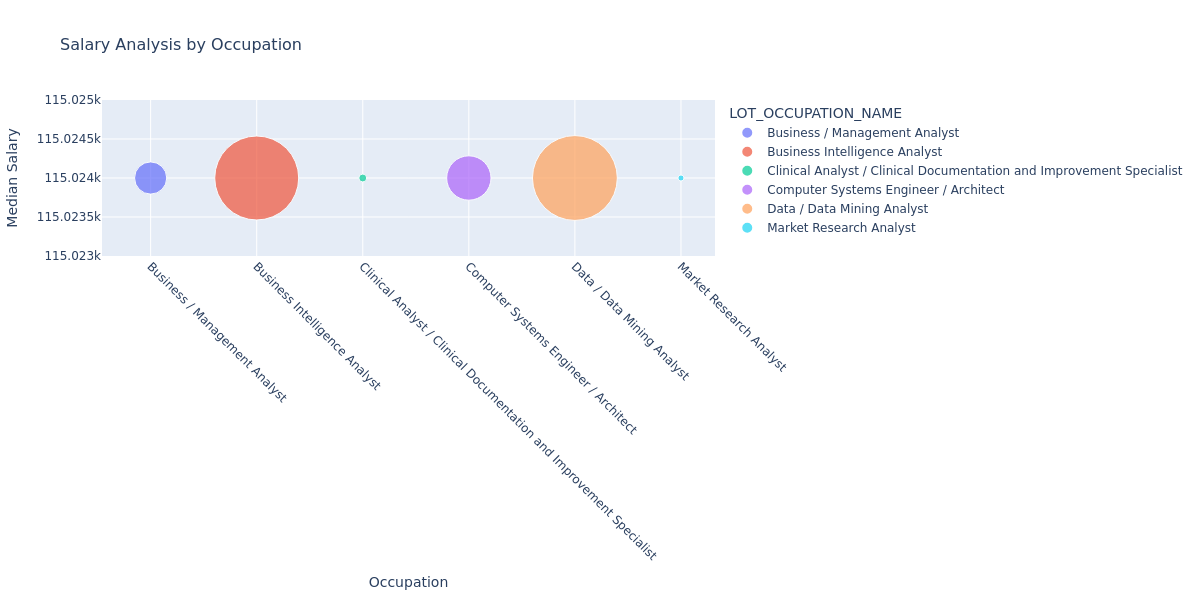 Salary Analysis by Occupation
Median Salary
115.025k
115.0245k
115.024k
115.0235k
115.023k
Business / Management Analyst
Business Intelligence Analyst
Clinical Analyst / Clinical Documentation and Improvement Specialist
Computer Systems Engineer / Architect
Data / Data Mining Analyst
Market Research Analyst
Occupation
LOT_OCCUPATION_NAME
Business / Management Analyst
Business Intelligence Analyst
Clinical Analyst / Clinical Documentation and Improvement Specialist
Computer Systems Engineer / Architect
Data / Data Mining Analyst
Market Research Analyst